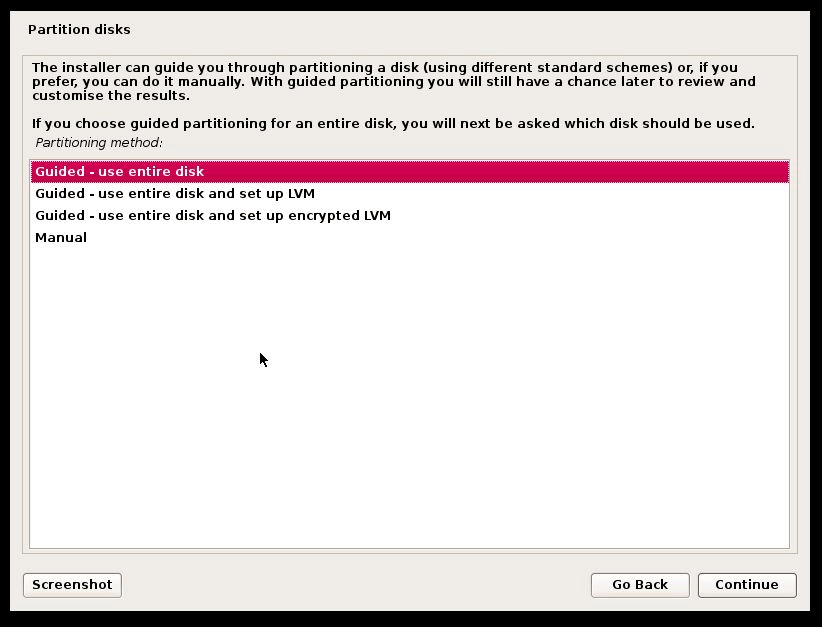 Partition disks
The installer can guide you through partitioning a disk (using different standard schemes) or, if you
prefer, you can do it manually. With guided partitioning you will still have a chance later to review and
customise the results.
If you choose guided partitioning for an entire disk, you will next be asked which disk should be used.
Partitioning method:
Guided - use entire disk
Guided - use entire disk and set up LVM
Guided - use entire disk and set up encrypted LVM
Manual
Screenshot
Go Back
Continue